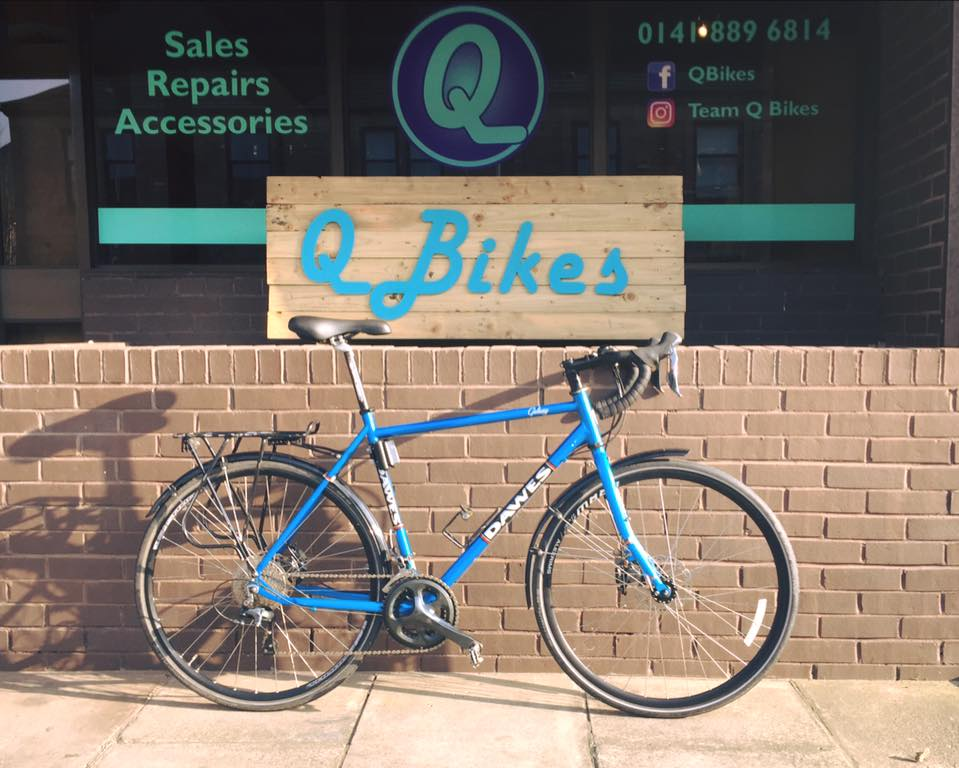 Sales
Repairs
Accessories
Q
0141 889 6814
f QBikes
Team Q Bikes
Q Bikes
Galaxy
DAWES
DAWES